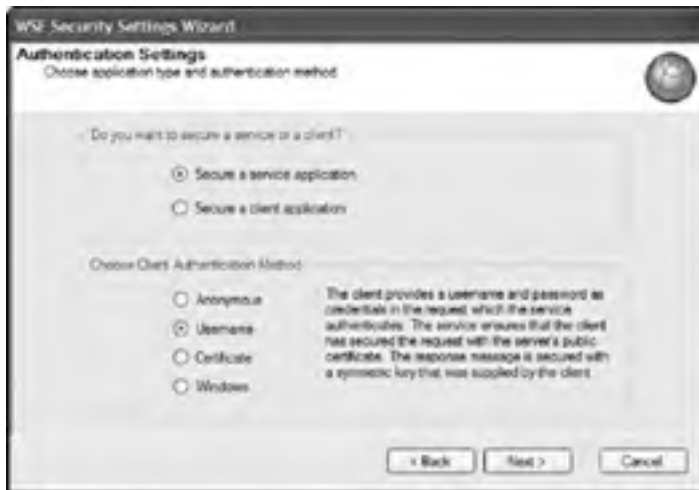 WSE Security Settings Wizard
Authentication Settings
Choose application type and authentication method
Do you want to secure a service or a client?
Secure a service application
Secure a client application
Choose Client Authentication Method
Anonymous
Username
Certificate
Windows
The client provides a username and password as
credentials in the request which the service
authenticates. The service ensures that the client
has secured the request with the server's public
certificate. The response message is secured with
a symmetric key that was supplied by the client
< Back
Next >
Cancel